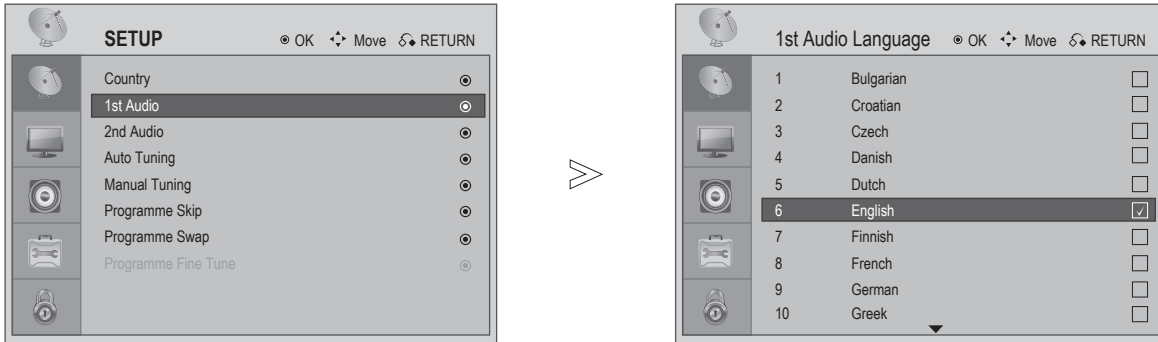 SETUP OK Move RETURN
Country
1st Audio
2nd Audio
Auto Tuning
Manual Tuning
Programme Skip
Programme Swap
Programme Fine Tune
1st Audio Language OK Move RETURN
1 Bulgarian
2 Croatian
3 Czech
4 Danish
5 Dutch
6 English
7 Finnish
8 French
9 German
10 Greek